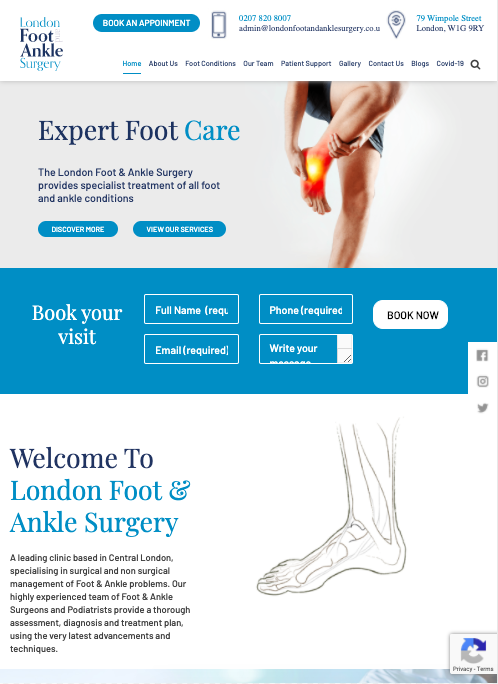 London
Foot
Ankle
Surgery
BOOK AN APPOINMENT
0207 820 8007
admin@londonfootandanklesurgery.co.u
79 Wimpole Street
London, W1G 9RY
Home About Us Foot Conditions Our Team Patient Support Gallery Contact Us Blogs Covid-19
Expert Foot Care
The London Foot & Ankle Surgery
provides specialist treatment of all foot
and ankle conditions
DISCOVER MORE VIEW OUR SERVICES
Book your
visit
Full Name (requ
Phone (required
Email (required)
Write your
message
BOOK NOW
Welcome To
London Foot &
Ankle Surgery
A leading clinic based in Central London,
specialising in surgical and non surgical
management of Foot & Ankle problems. Our
highly experienced team of Foot & Ankle
Surgeons and Podiatrists provide a thorough
assessment, diagnosis and treatment plan,
using the very latest advancements and
techniques.
Privacy - Terms